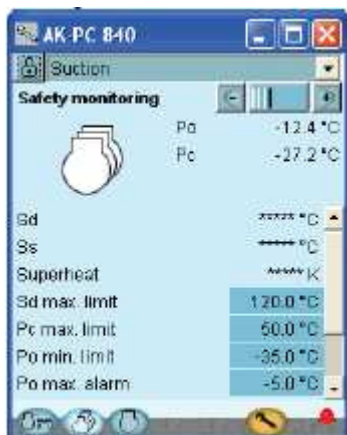 AK-PC 840
Suction
Safety monitoring
Po -12.4 °C
Pc -27.2 °C
Sd ***** °C
Ss ***** °C
Superheat ***** K
Sd max. limit 120.0 °C
Pc max. limit 50.0 °C
Po min. limit -35.0 °C
Po max. alarm -5.0 °C